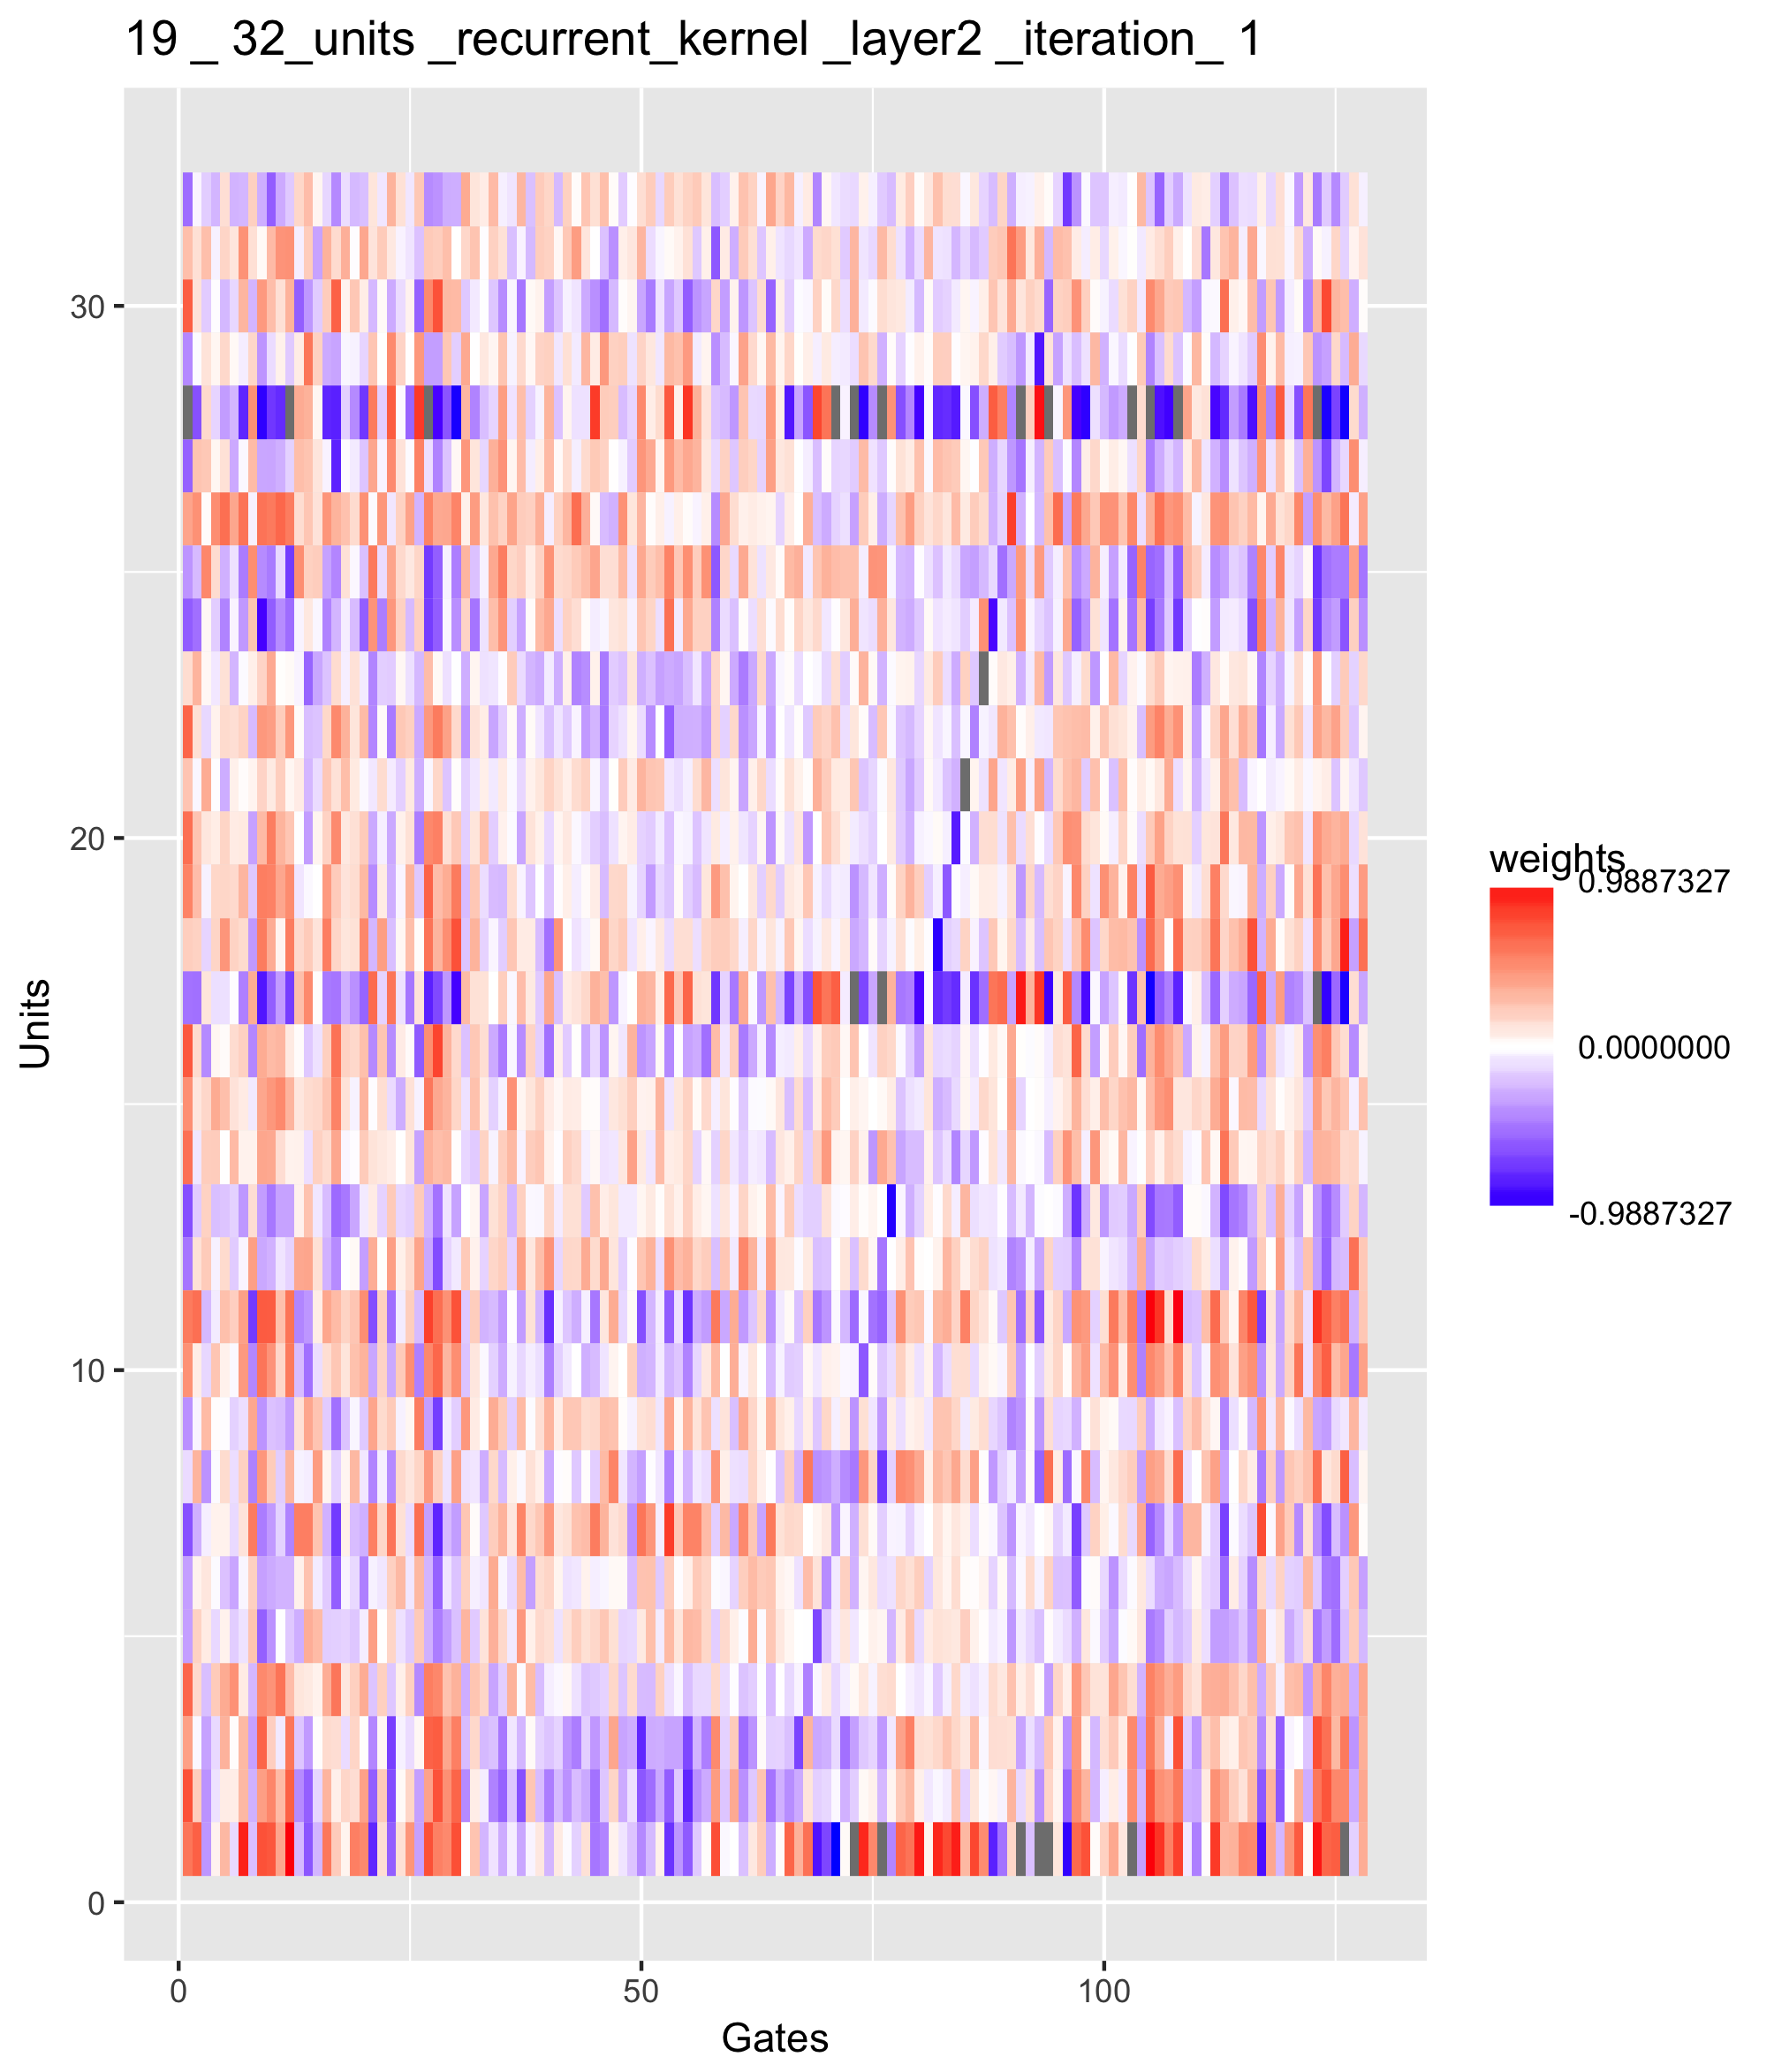 19 _ 32_units _recurrent_kernel _layer2 _iteration_ 1
30
20
10
0
Units
0 50 100
Gates
weights
0.9887327
0.0000000
-0.9887327